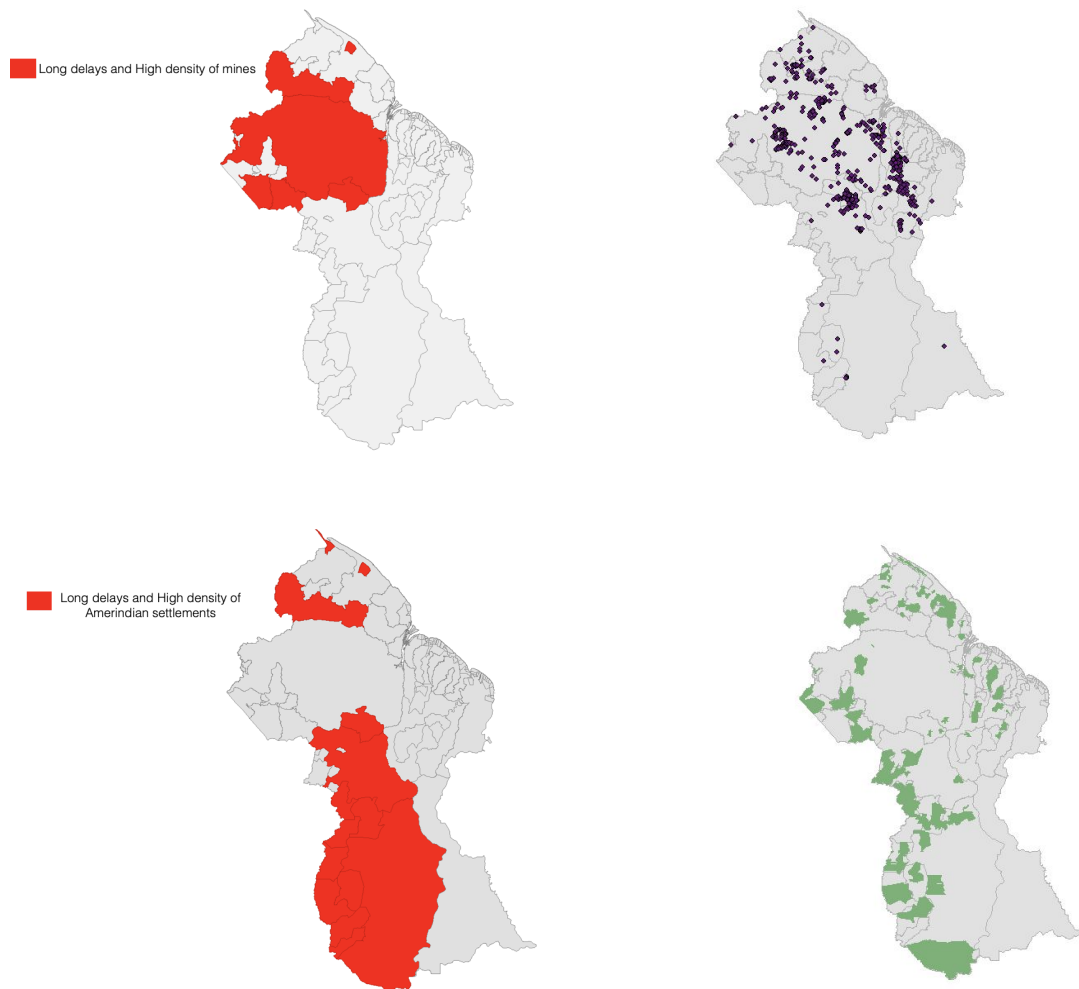 Long delays and High density of mines
Long delays and High density of
Amerindian settlements